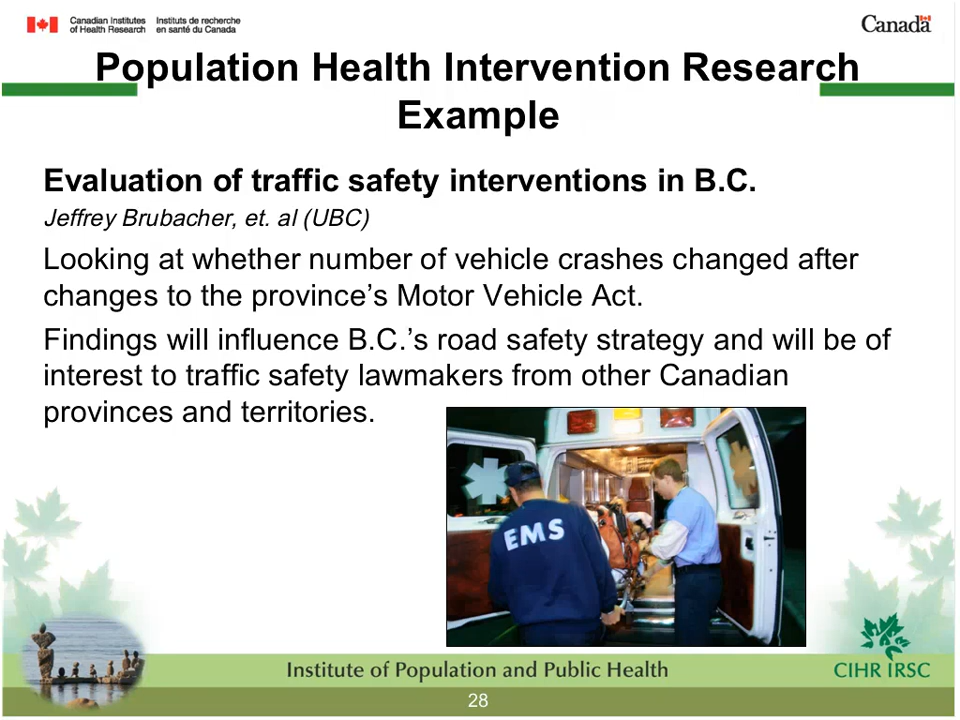 Canadian Institutes of Health Research
Instituts de recherche en santé du Canada
Canada
Population Health Intervention Research
Example
Evaluation of traffic safety interventions in B.C.
Jeffrey Brubacher, et. al (UBC)
Looking at whether number of vehicle crashes changed after
changes to the province’s Motor Vehicle Act.
Findings will influence B.C.’s road safety strategy and will be of
interest to traffic safety lawmakers from other Canadian
provinces and territories.
EMS
Institute of Population and Public Health
CIHR IRSC
28